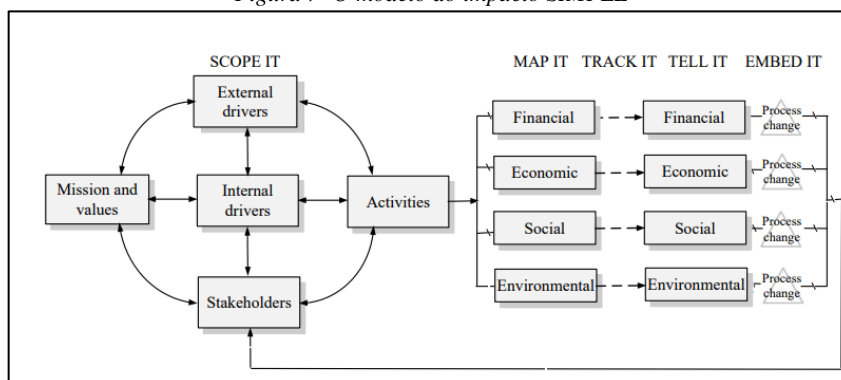 Figura O modelo do impacto SIMPLE
SCOPE IT
MAP IT TRACK IT TELL IT EMBED IT
External
drivers
Mission and
values
Internal
drivers
Activities
Stakeholders
Financial
Financial
Process
change
Economic
Economic
Process
change
Social
Social
Process
change
Environmental
Environmental
Process
change